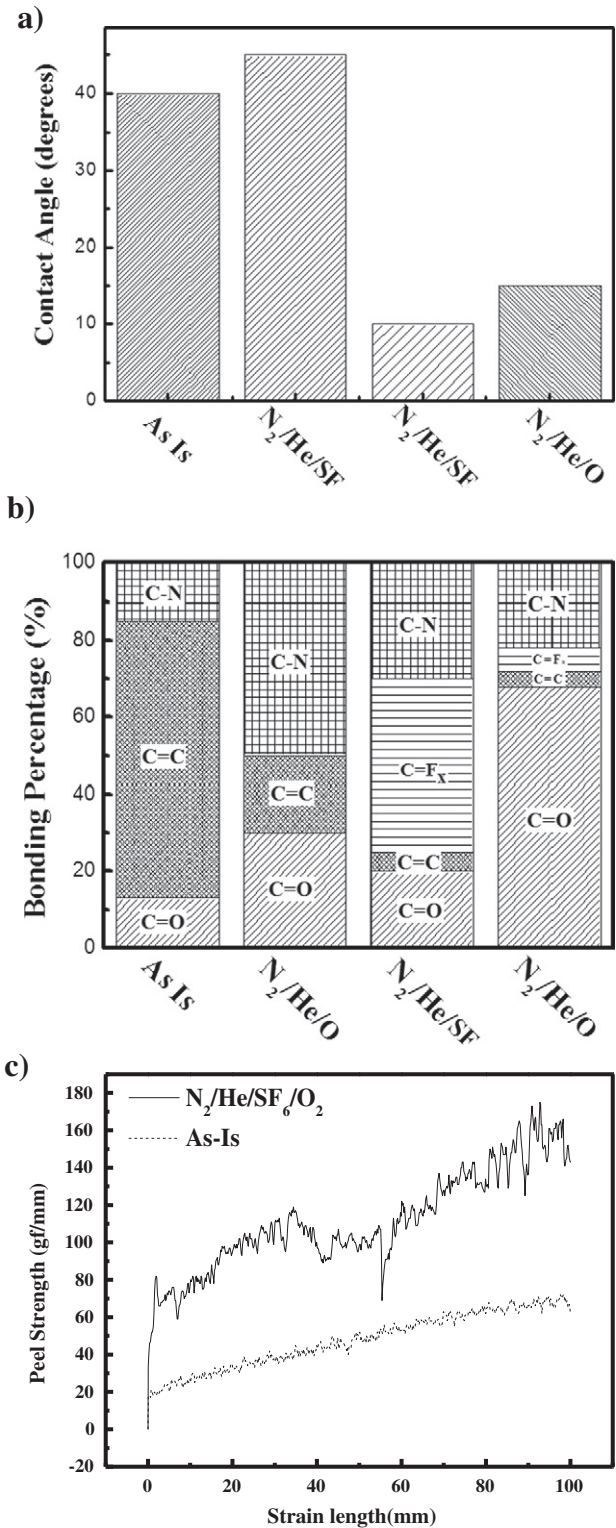 a)
Contact Angle (degrees)
40
30
20
10
0
As Is
N₂/He/SF
N₂/He/SF
N₂/He/O
b)
Bonding Percentage (%)
100
80
60
40
20
0
C-N
C=C
C=O
C-N
C=C
C=O
C-N
C=Fₓ
C=C
C=O
C-N
C=Fₓ
C=C
C=O
As Is
N₂/He/O
N₂/He/SF
N₂/He/O
c)
Peel Strength (gf/mm)
180
160
140
120
100
80
60
40
20
0
-20
N₂/He/SF₆/O₂
As-Is
0 20 40 60 80 100
Strain length(mm)